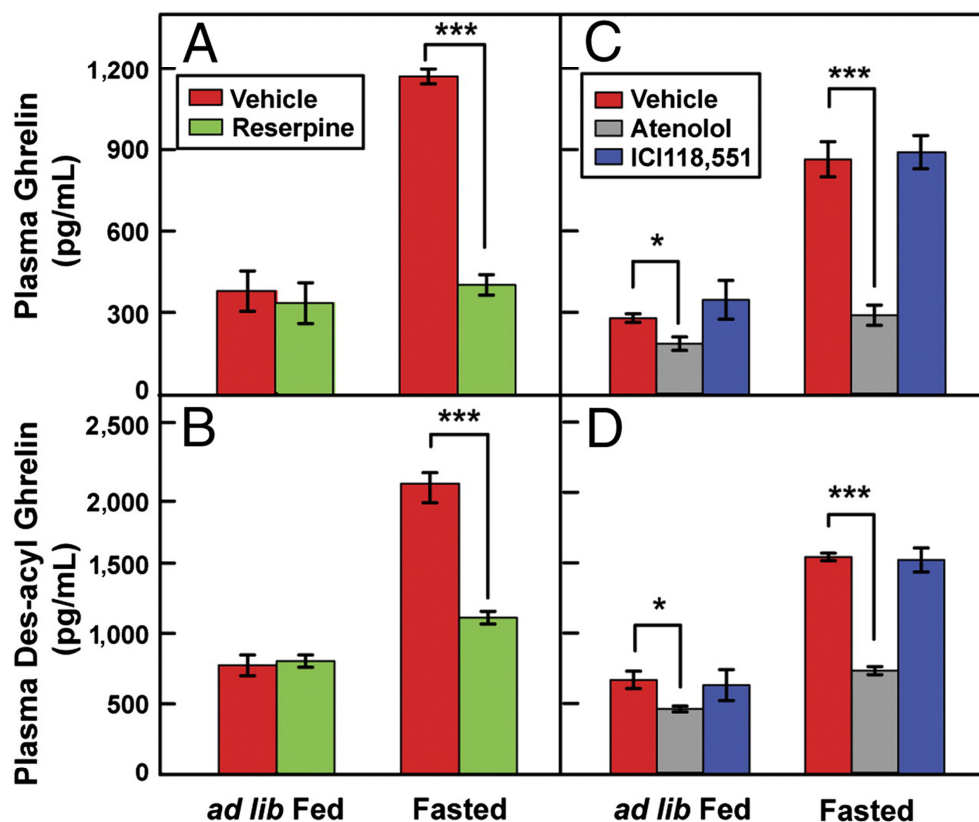 A
C
***
***
1,200
Vehicle
Reserpine
Vehicle
Atenolol
ICI118,551
Plasma Ghrelin
(pg/mL)
900
600
*
300
0
B
D
***
***
2,500
Plasma Des-acyl Ghrelin
(pg/mL)
2,000
1,500
*
1,000
500
0
ad lib Fed
Fasted
ad lib Fed
Fasted